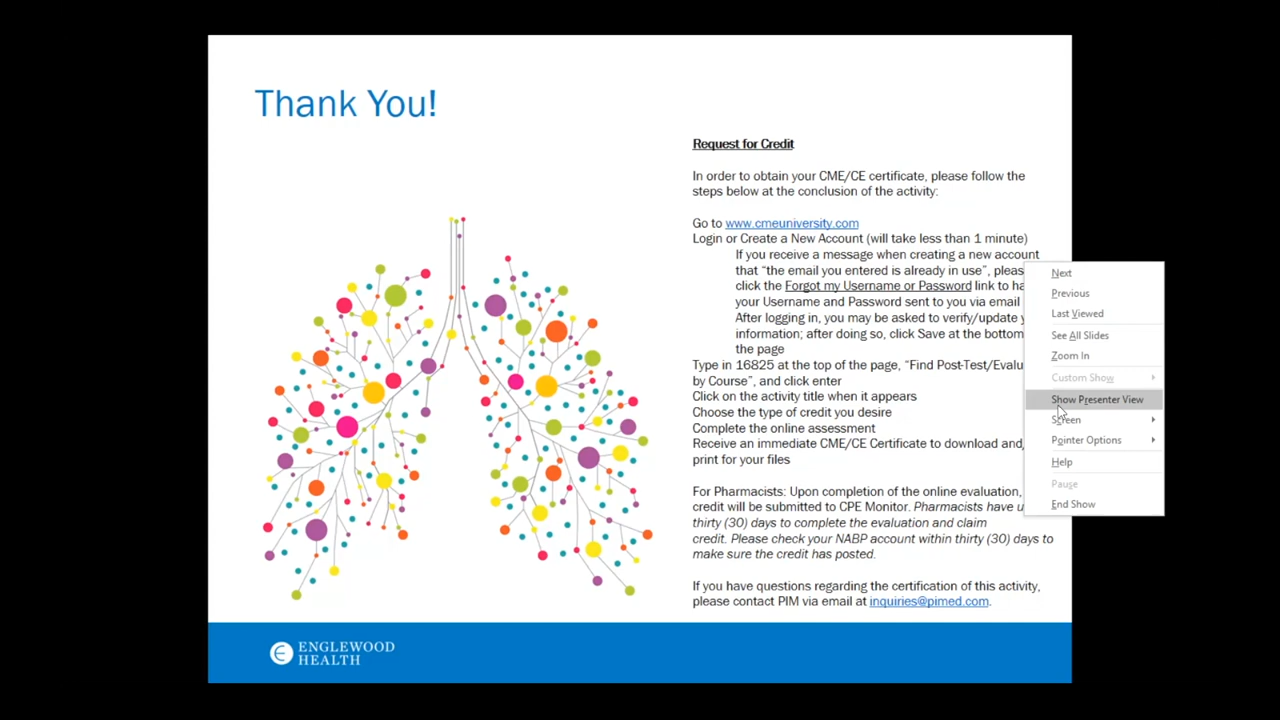 Thank You!
Request for Credit
In order to obtain your CME/CE certificate, please follow the
steps below at the conclusion of the activity:
Go to www.cmeuniversity.com
Login or Create a New Account (will take less than 1 minute)
If you receive a message when creating a new account
that “the email you entered is already in use”,
click the Forgot my Username or Password link to
your Username and Password sent to you via email
After logging in, you may be asked to verify/update
information; after doing so, click Save at the bottom
the page
Type in 16825 at the top of the page, “Find
by Course”, and click enter
Click on the activity title when it appears
Choose the type of credit you desire
Complete the online assessment
Receive an immediate CME/CE Certificate to download
print for your files
For Pharmacists: Upon completion of the online evaluation,
credit will be submitted to CPE Monitor. Pharmacists have
thirty (30) days to complete the evaluation and claim
credit. Please check your NABP account within thirty (30) days to
make sure the credit has posted.
If you have questions regarding the certification of this activity,
please contact PIM via email at inquiries@pimed.com.
Next
Previous
Last Viewed
See All Slides
Zoom In
Custom Show
Show Presenter View
Screen
Pointer Options
Help
Pause
End Show
ENGLEWOOD
HEALTH